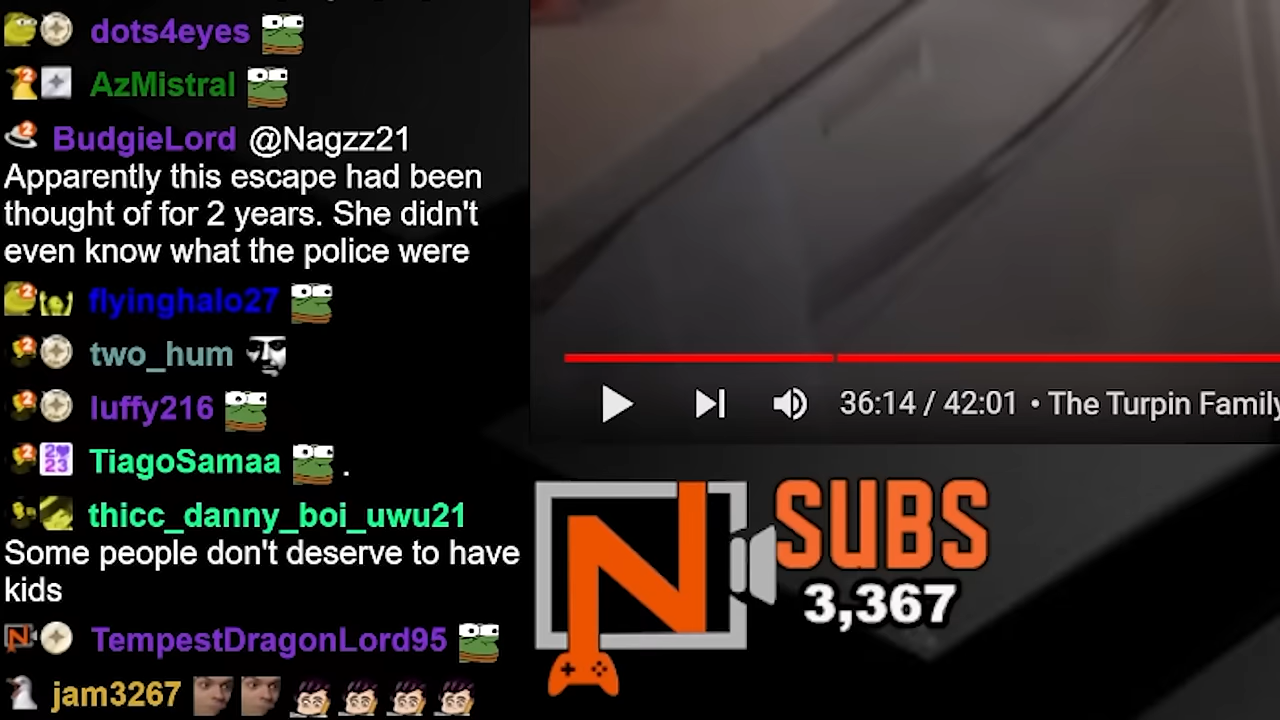 dots4eyes
AzMistral
BudgieLord @Nagzz21
Apparently this escape had been
thought of for 2 years. She didn't
even know what the police were
flyinghalo27
two_hum
luffy216
TiagoSamaa .
thicc_danny_boi_uwu21
Some people don't deserve to have
kids
TempestDragonLord95
jam3267
36:14 / 42:01 • The Turpin Family
N
SUBS
3,367